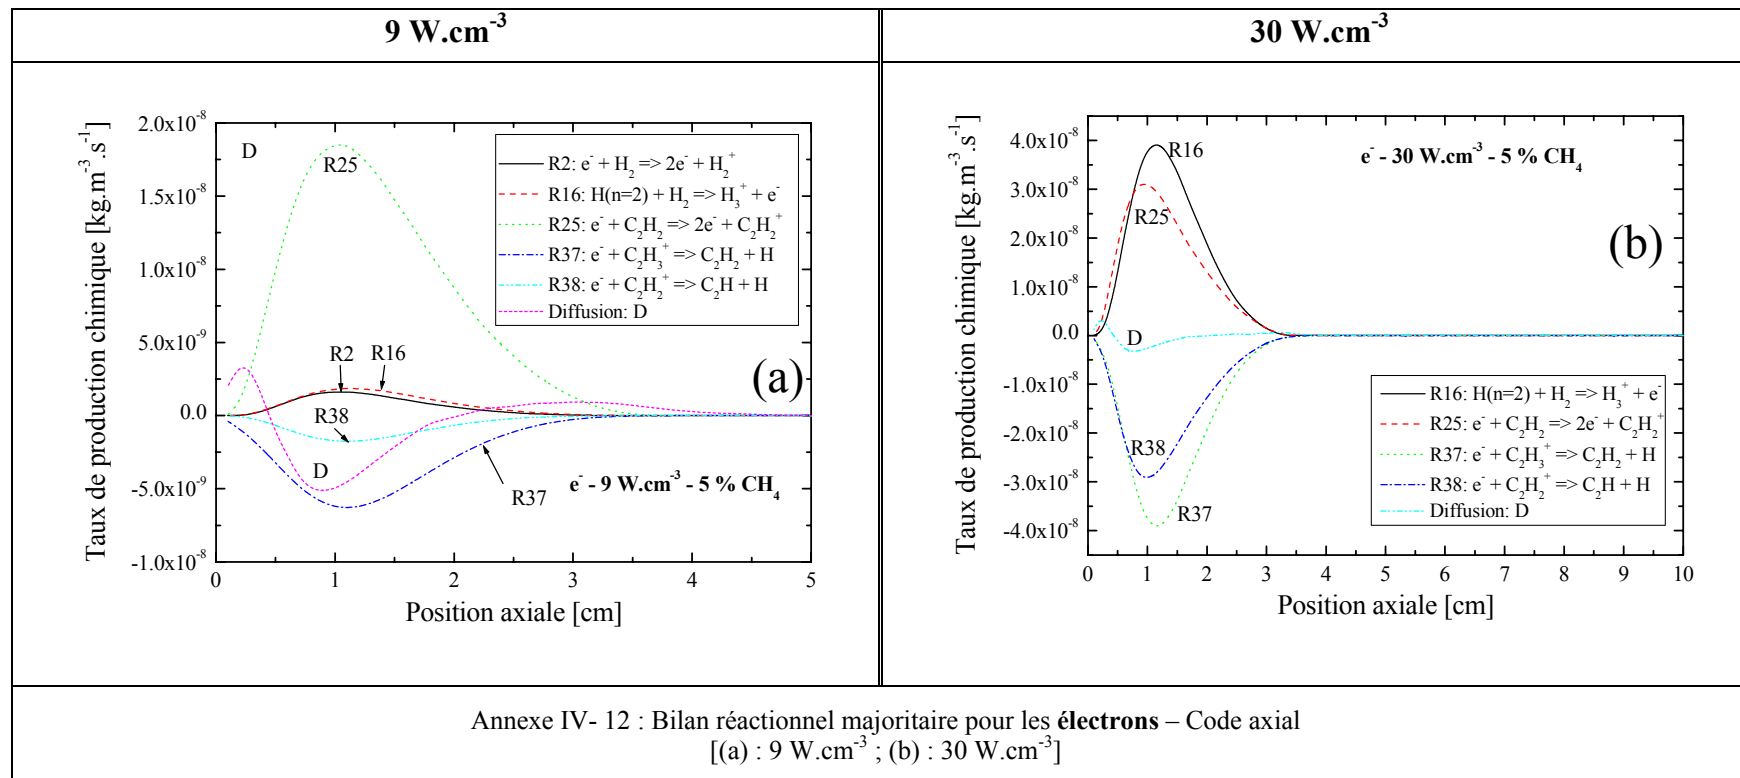 9 W.cm⁻³
30 W.cm⁻³
Taux de production chimique [kg.m⁻³.s⁻¹]
2.0x10⁻⁸
1.5x10⁻⁸
1.0x10⁻⁸
5.0x10⁻⁹
0.0
-5.0x10⁻⁹
-1.0x10⁻⁸
D
R25
R2: e⁻ + H₂ => 2e⁻ + H₂⁺
R16: H(n=2) + H₂ => H₃⁺ + e⁻
R25: e⁻ + C₂H₂ => 2e⁻ + C₂H₂⁺
R37: e⁻ + C₂H₃⁺ => C₂H₂ + H
R38: e⁻ + C₂H₂⁺ => C₂H + H
Diffusion: D
R2
R16
(a)
R38
D
R37
e⁻ - 9 W.cm⁻³ - 5 % CH₄
0 1 2 3 4 5
Position axiale [cm]
Taux de production chimique [kg.m⁻³.s⁻¹]
4.0x10⁻⁸
3.0x10⁻⁸
2.0x10⁻⁸
1.0x10⁻⁸
0.0
-1.0x10⁻⁸
-2.0x10⁻⁸
-3.0x10⁻⁸
-4.0x10⁻⁸
R16
e⁻ - 30 W.cm⁻³ - 5 % CH₄
R25
(b)
D
R38
R37
R16: H(n=2) + H₂ => H₃⁺ + e⁻
R25: e⁻ + C₂H₂ => 2e⁻ + C₂H₂⁺
R37: e⁻ + C₂H₃⁺ => C₂H₂ + H
R38: e⁻ + C₂H₂⁺ => C₂H + H
Diffusion: D
0 1 2 3 4 5 6 7 8 9 10
Position axiale [cm]
Annexe IV- 12 : Bilan réactionnel majoritaire pour les électrons – Code axial
[(a) : 9 W.cm⁻³ ; (b) : 30 W.cm⁻³]